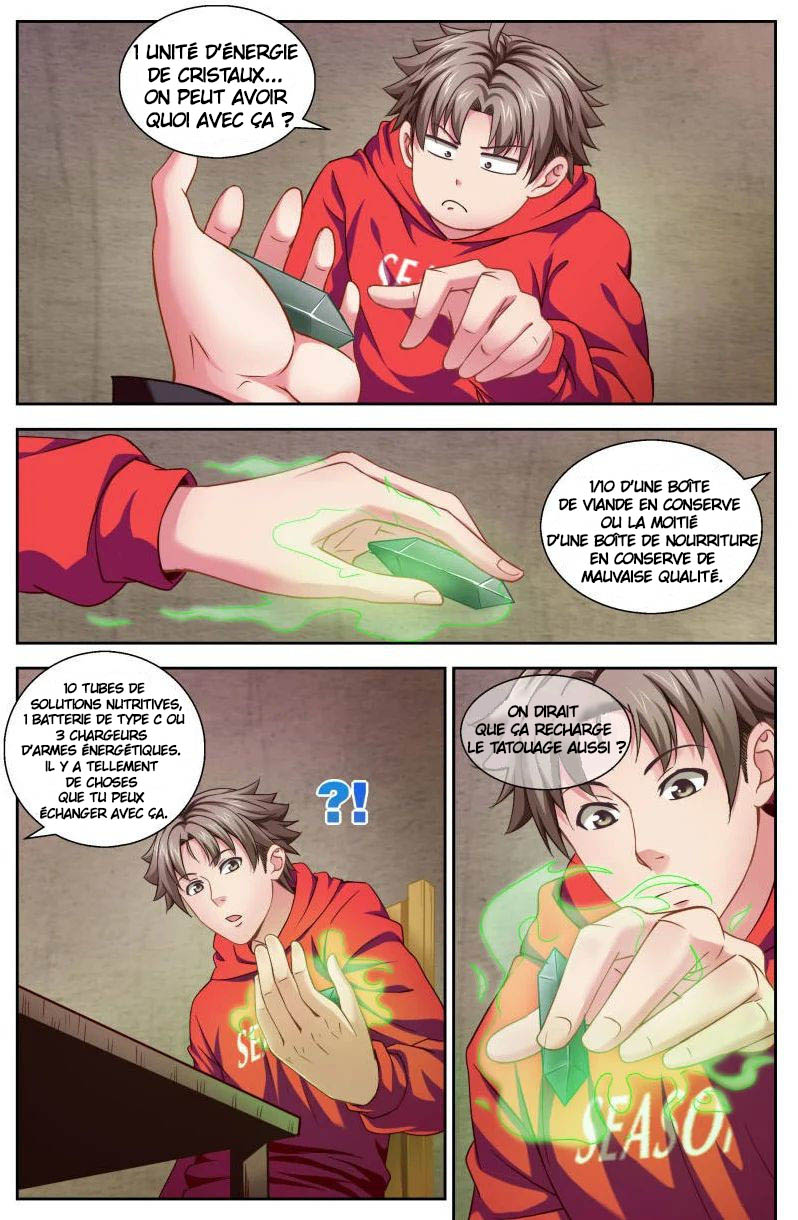 1 UNITÉ D'ÉNERGIE
DE CRISTAUX...
ON PEUT AVOIR
QUOI AVEC ÇA ?
SE
1/10 D'UNE BOÎTE
DE VIANDE EN CONSERVE
OU LA MOITIÉ
D'UNE BOÎTE DE NOURRITURE
EN CONSERVE DE
MAUVAISE QUALITÉ.
10 TUBES DE
SOLUTIONS NUTRITIVES,
1 BATTERIE DE TYPE C OU
3 CHARGEURS
D'ARMES ÉNERGÉTIQUES.
IL Y A TELLEMENT
DE CHOSES
QUE TU PEUX
ÉCHANGER AVEC ÇA.
?!
SE
ON DIRAIT
QUE ÇA RECHARGE
LE TATOUAGE AUSSI ?
SEASON